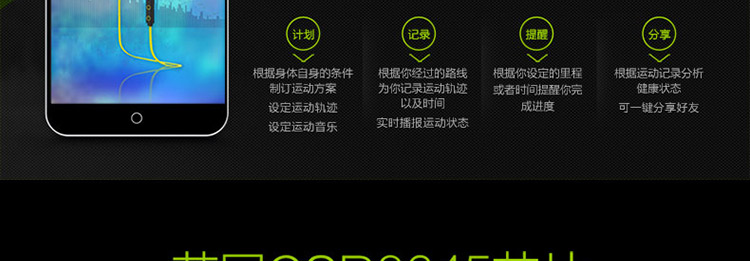 计划
根据身体自身的条件
制订运动方案
设定运动轨迹
设定运动音乐
记录
根据你经过的路线
为你记录运动轨迹
以及时间
实时播报运动状态
提醒
根据你设定的里程
或者时间提醒你完
成进度
分享
根据运动记录分析
健康状态
可一键分享好友